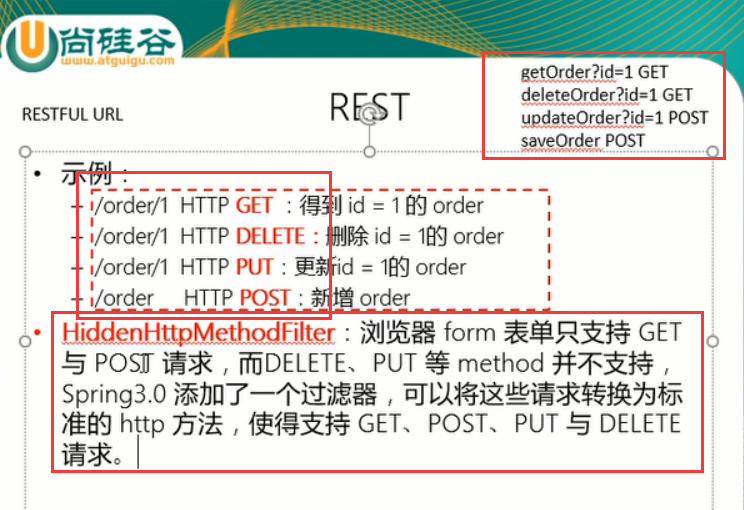 尚硅谷
www.atguigu.com
getOrder?id=1 GET
deleteOrder?id=1 GET
updateOrder?id=1 POST
saveOrder POST
RESTFUL URL
REST
• 示例：
– /order/1 HTTP GET ：得到 id = 1 的 order
– /order/1 HTTP DELETE：删除 id = 1的 order
– /order/1 HTTP PUT：更新id = 1的 order
– /order HTTP POST：新增 order
• HiddenHttpMethodFilter：浏览器 form 表单只支持 GET
与 POST 请求，而DELETE、PUT 等 method 并不支持，
Spring3.0 添加了一个过滤器，可以将这些请求转换为标
准的 http 方法，使得支持 GET、POST、PUT 与 DELETE
请求。